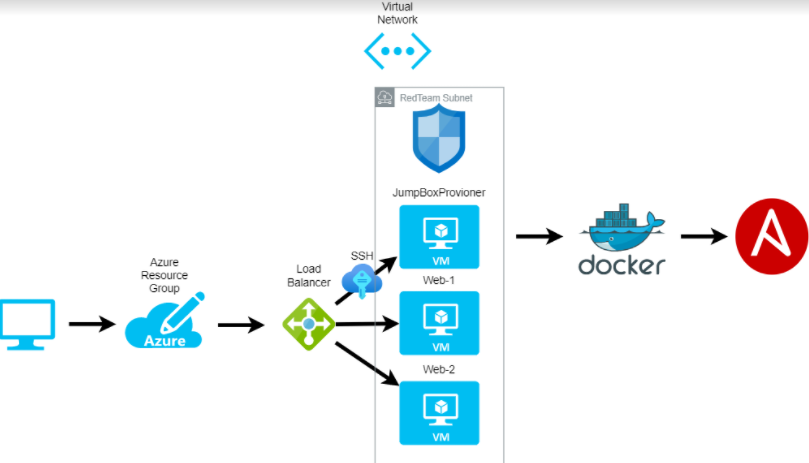 Virtual
Network
RedTeam Subnet
JumpBoxProvioner
VM
SSH
Azure
Resource
Group
Azure
Load
Balancer
Web-1
VM
Web-2
VM
docker